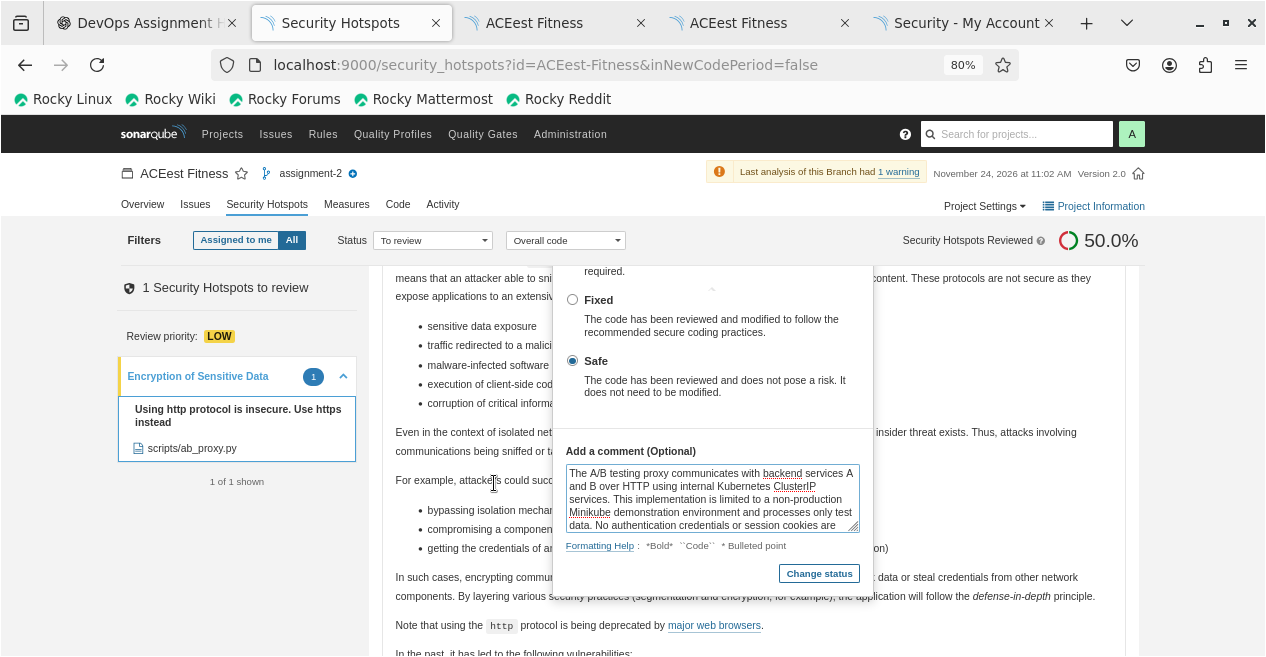 DevOps Assignment H
Security Hotspots
ACEest Fitness
ACEest Fitness
Security - My Account
localhost:9000/security_hotspots?id=ACEest-Fitness&inNewCodePeriod=false
80%
Rocky Linux
Rocky Wiki
Rocky Forums
Rocky Mattermost
Rocky Reddit
sonarqube
Projects
Issues
Rules
Quality Profiles
Quality Gates
Administration
?
Search for projects...
A
ACEest Fitness
assignment-2
Last analysis of this Branch had 1 warning
November 24, 2026 at 11:02 AM
Version 2.0
Overview
Issues
Security Hotspots
Measures
Code
Activity
Project Settings
Project Information
Filters
Assigned to me
All
Status
To review
Overall code
Security Hotspots Reviewed
50.0%
1 Security Hotspots to review
Review priority:
LOW
Encryption of Sensitive Data
1
Using http protocol is insecure. Use https
instead
scripts/ab_proxy.py
1 of 1 shown
means that an attacker able to sni
content. These protocols are not secure as they
expose applications to an extensiv
sensitive data exposure
traffic redirected to a malici
malware-infected software
execution of client-side cod
corruption of critical informa
Even in the context of isolated net
insider threat exists. Thus, attacks involving
communications being sniffed or ta
For example, attackers could succ
bypassing isolation mechan
compromising a componen
getting the credentials of an
on)
In such cases, encrypting commun
data or steal credentials from other network
components. By layering various security practices (segmentation and encryption, for example), the application will follow the defense-in-depth principle.
Note that using the http protocol is being deprecated by major web browsers.
In the past, it has led to the following vulnerabilities:
required.
Fixed
The code has been reviewed and modified to follow the
recommended secure coding practices.
Safe
The code has been reviewed and does not pose a risk. It
does not need to be modified.
Add a comment (Optional)
The A/B testing proxy communicates with backend services A
and B over HTTP using internal Kubernetes ClusterIP
services. This implementation is limited to a non-production
Minikube demonstration environment and processes only test
data. No authentication credentials or session cookies are
Formatting Help : *Bold* ``Code`` * Bulleted point
Change status